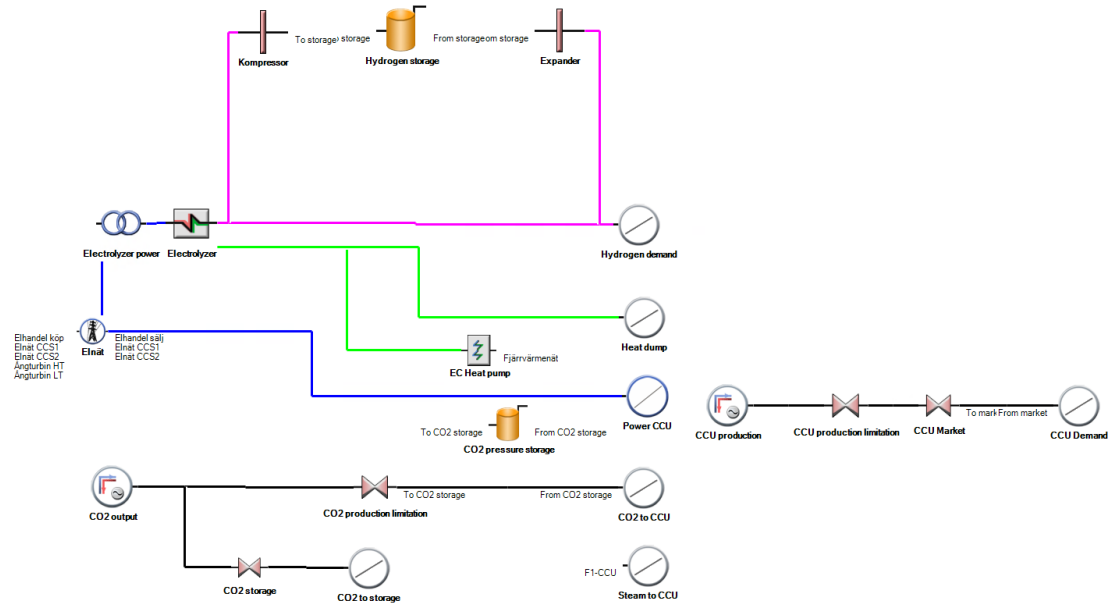 To storage› storage
From storageom storage
Kompressor
Hydrogen storage
Expander
Electrolyzer power
Electrolyzer
Hydrogen demand
Elhandel köp
Elnät CCS1
Elnät CCS2
Ångturbin HT
Ångturbin LT
Elnät
Elhandel sälj
Elnät CCS1
Elnät CCS2
Heat dump
Fjärrvärmenät
EC Heat pump
To CO2 storage
From CO2 storage
CO2 pressure storage
Power CCU
CCU production
CCU production limitation
CCU Market
To markFrom market
CCU Demand
CO2 output
To CO2 storage
From CO2 storage
CO2 production limitation
CO2 to CCU
CO2 storage
CO2 to storage
F1-CCU
Steam to CCU